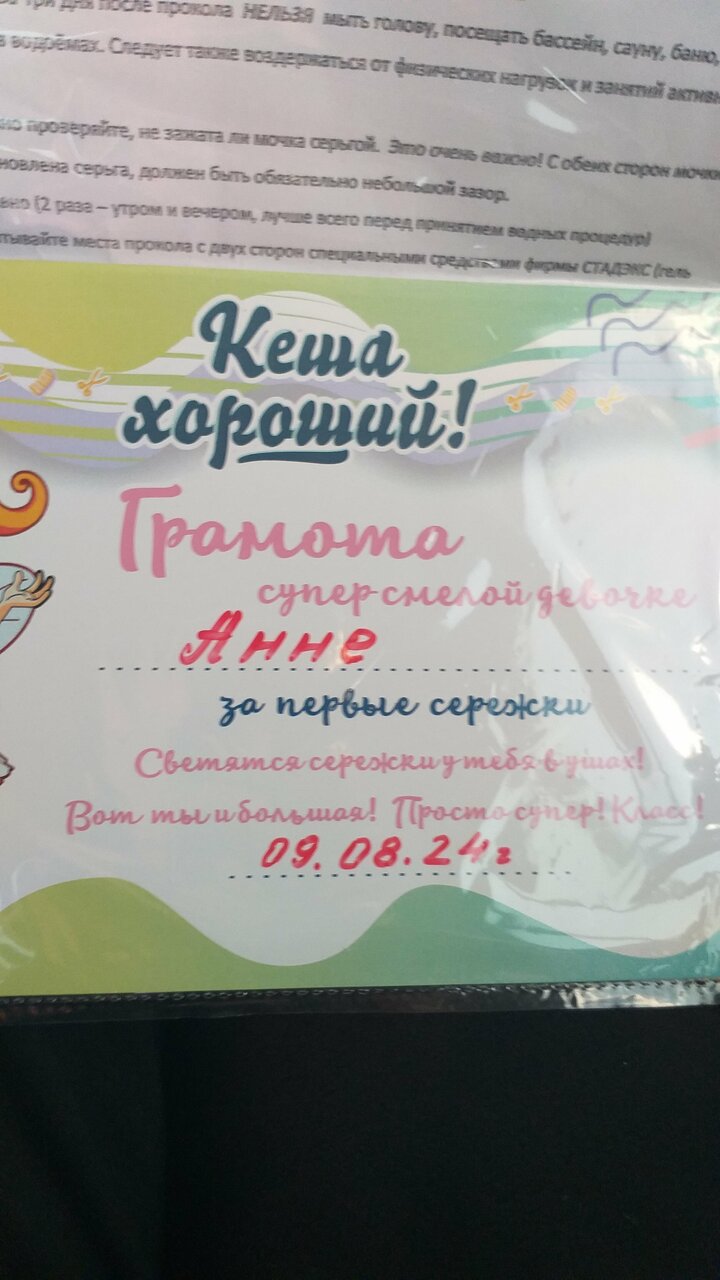 три дня после прокола НЕЛЬЗЯ мыть голову, посещать бассейн, сауну, баню,
в водоёмах. Следует также воздержаться от физических нагрузок и занятий активн
но проверяйте, не зажата ли мочка серьгой. Это очень важно! С обеих сторон мочки
новлена серьга, должен быть обязательно небольшой зазор.
вно (2 раза – утром и вечером, лучше всего перед принятием водных процедур)
тывайте места прокола с двух сторон специальными средствами фирмы СТАДЭКС (гель
Кеша
хороший!
Грамота
супер смелой девочке
Анне
за первые сережки
Светятся сережки у тебя в ушах!
Вот ты и большая! Просто супер! Класс!
09.08.24г